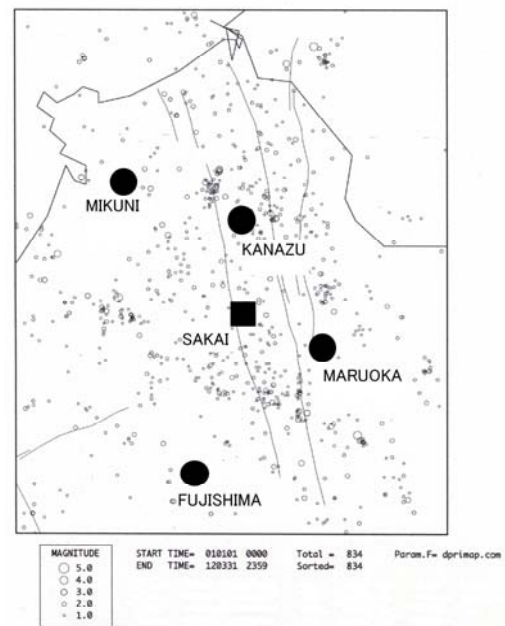 MIKUNI
KANAZU
SAKAI
MARUOKA
FUJISHIMA
MAGNITUDE
5.0
4.0
3.0
2.0
1.0
START TIME= 010101 0000 Total = 834 Param.F= dprimap.com
END TIME= 120331 2359 Sorted= 834